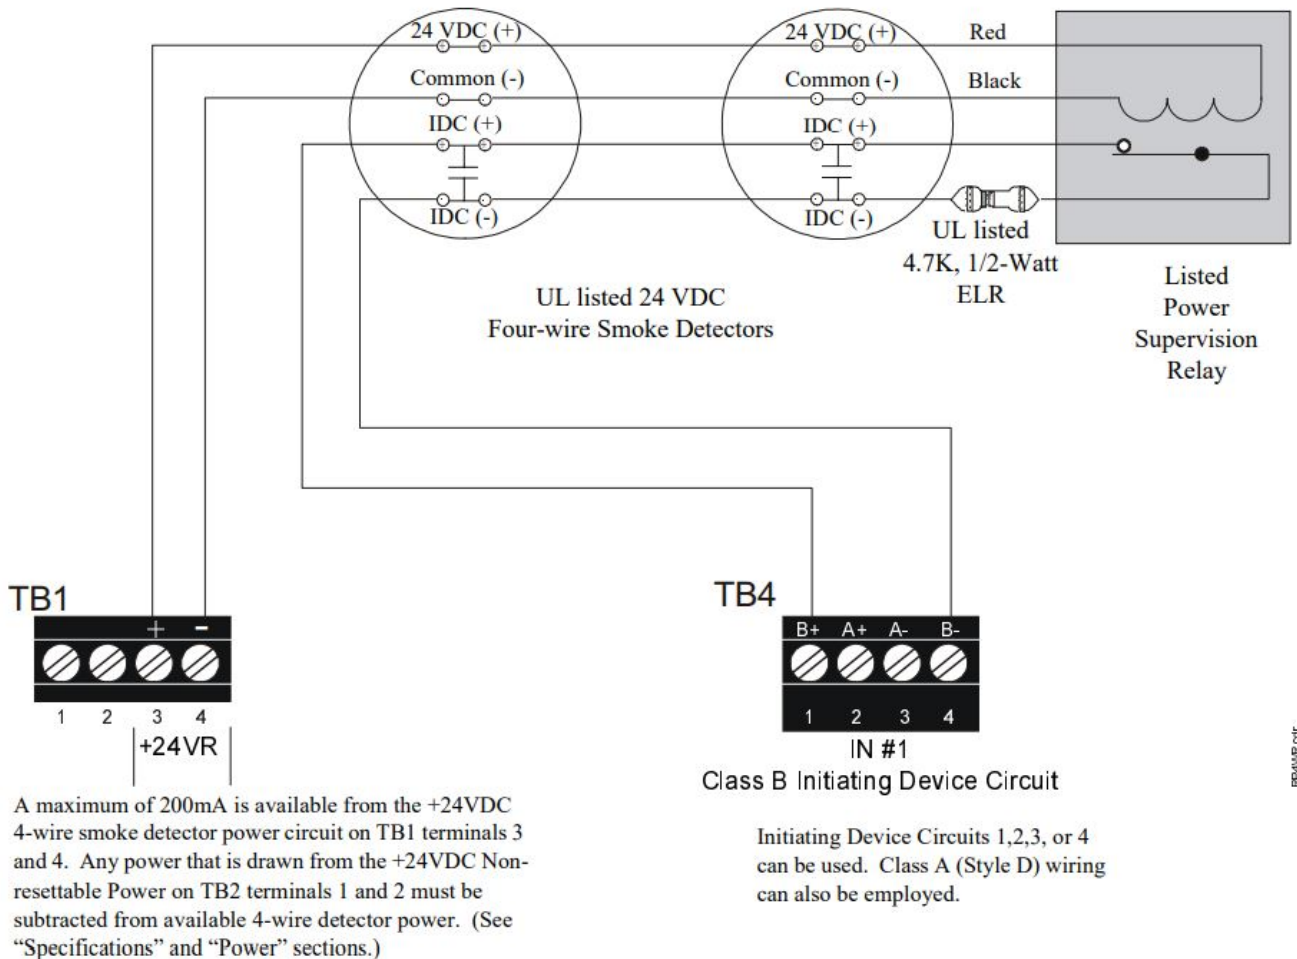 24 VDC (+)
24 VDC (+)
Red
Common (-)
Common (-)
Black
IDC (+)
IDC (+)
IDC (-)
IDC (-)
UL listed
4.7K, 1/2-Watt
ELR
UL listed 24 VDC
Four-wire Smoke Detectors
Listed
Power
Supervision
Relay
TB1
+ -
1 2 3 4
+24VR
TB4
B+ A+ A- B-
1 2 3 4
IN #1
Class B Initiating Device Circuit
A maximum of 200mA is available from the +24VDC
4-wire smoke detector power circuit on TB1 terminals 3
and 4. Any power that is drawn from the +24VDC Non-
resettable Power on TB2 terminals 1 and 2 must be
subtracted from available 4-wire detector power. (See
“Specifications” and “Power” sections.)
Initiating Device Circuits 1,2,3, or 4
can be used. Class A (Style D) wiring
can also be employed.